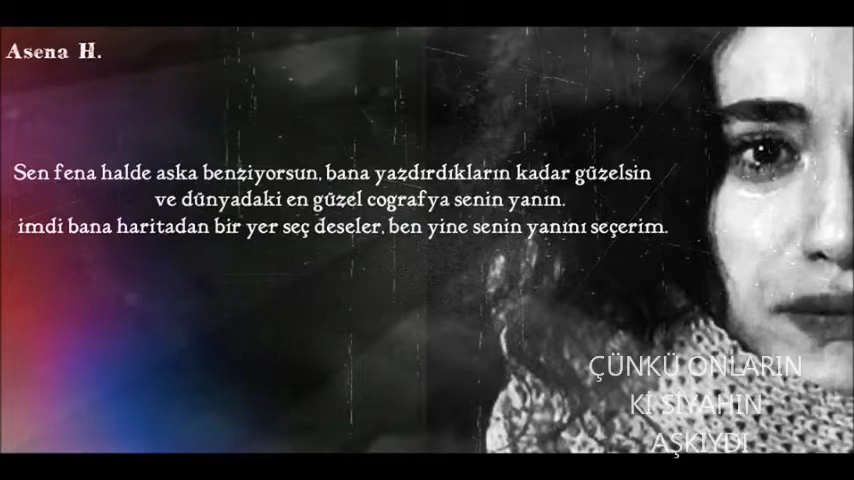 Asena H.
Sen fena halde aska benziyorsun, bana yazdırdıkların kadar güzelsin
ve dünyadaki en güzel cografya senin yanın.
imdi bana haritadan bir yer seç deseler, ben yine senin yanını seçerim.
ÇÜNKÜ ONLARIN
Kİ SİYAHIN
AŞKIYDI